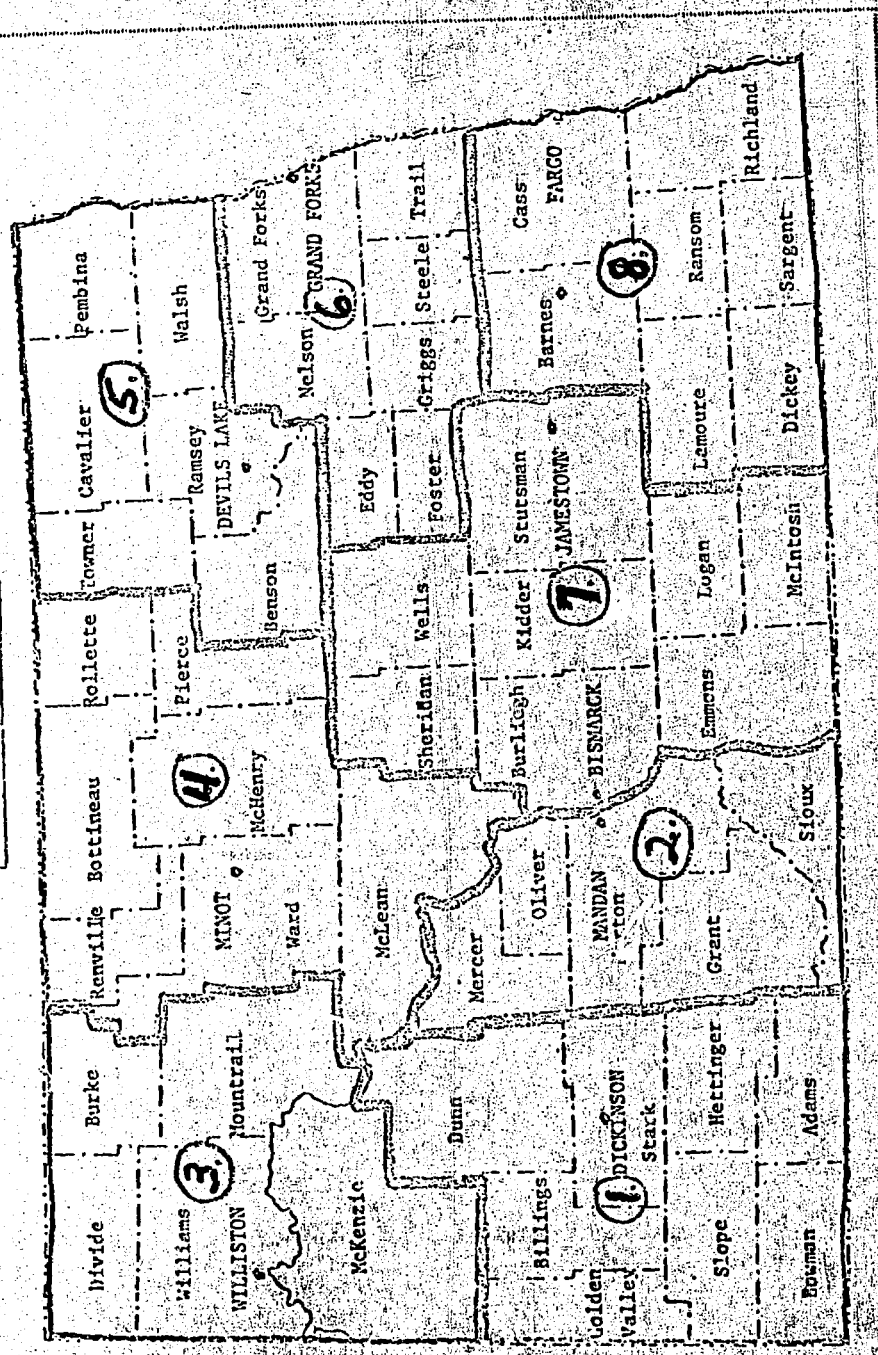 Divide
Burke
Renville
Bottineau
Rollette
Towner
Cavalier
Pembina
5.
Williams
3.
WILLISTON
Mountrail
MINOT
Ward
4.
McHenry
Pierce
Benson
Ramsey
DEVILS LAKE
Walsh
McKenzie
McLean
Sheridan
Wells
Eddy
Foster
Nelson
Grand Forks
GRAND FORKS
6.
Griggs
Steele
Trail
Golden
Valley
Billings
Dunn
Mercer
Oliver
1.
DICKINSON
Stark
MANDAN
rton
2.
Burliegh
BISMARCK
Kidder
7.
Stutsman
JAMESTOWN
Barnes
Cass
FARGO
8.
Slope
Hettinger
Grant
Bowman
Adams
Sioux
Emmons
Logan
McIntosh
Lamoure
Dickey
Ransom
Sargent
Richland